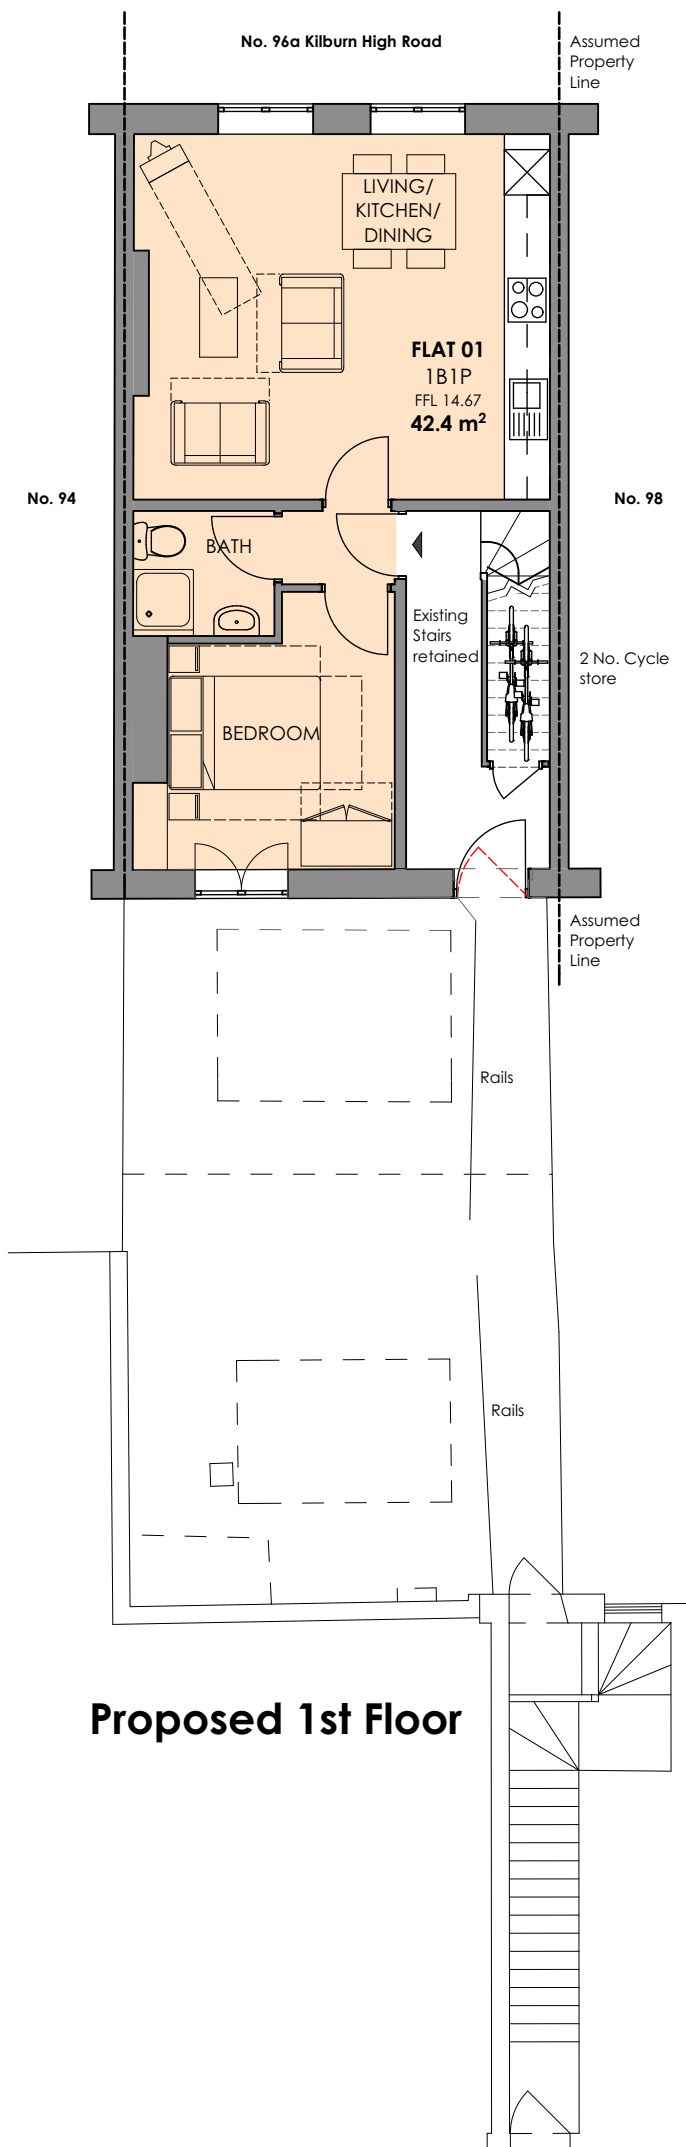 No. 96a Kilburn High Road
Assumed
Property
Line
LIVING/
KITCHEN/
DINING
FLAT 01
1B1P
FFL 14.67
42.4 m²
No. 94
No. 98
BATH
Existing
Stairs
retained
2 No. Cycle
store
BEDROOM
Assumed
Property
Line
Rails
Rails
Proposed 1st Floor